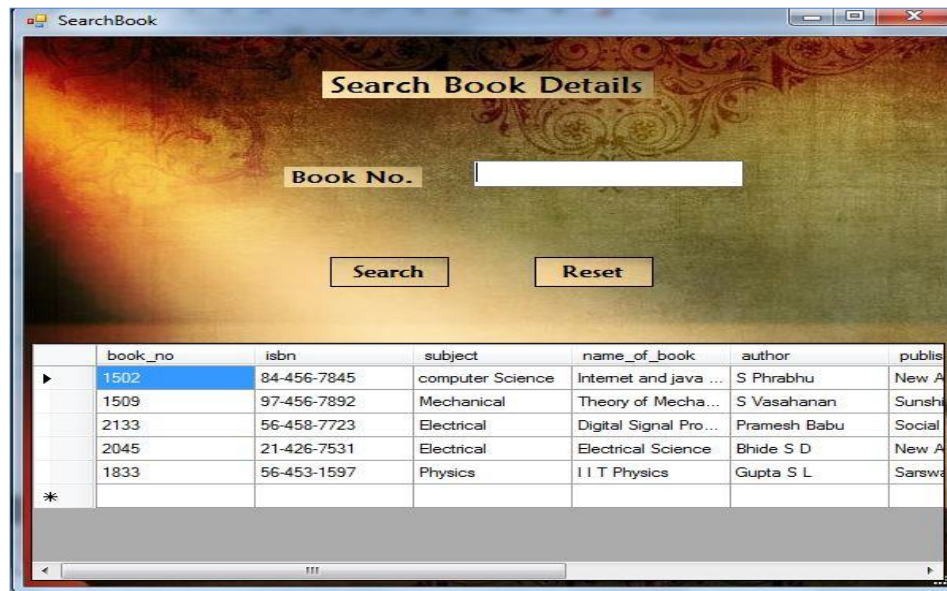 SearchBook
Search Book Details
Book No.
Search Reset
book_no isbn subject name_of_book author publis
1502 84-456-7845 computer Science Internet and java ... S Phrabhu New A
1509 97-456-7892 Mechanical Theory of Mecha... S Vasahanan Sunshi
2133 56-458-7723 Electrical Digital Signal Pro... Pramesh Babu Social
2045 21-426-7531 Electrical Electrical Science Bhide S D New A
1833 56-453-1597 Physics I I T Physics Gupta S L Sarswa